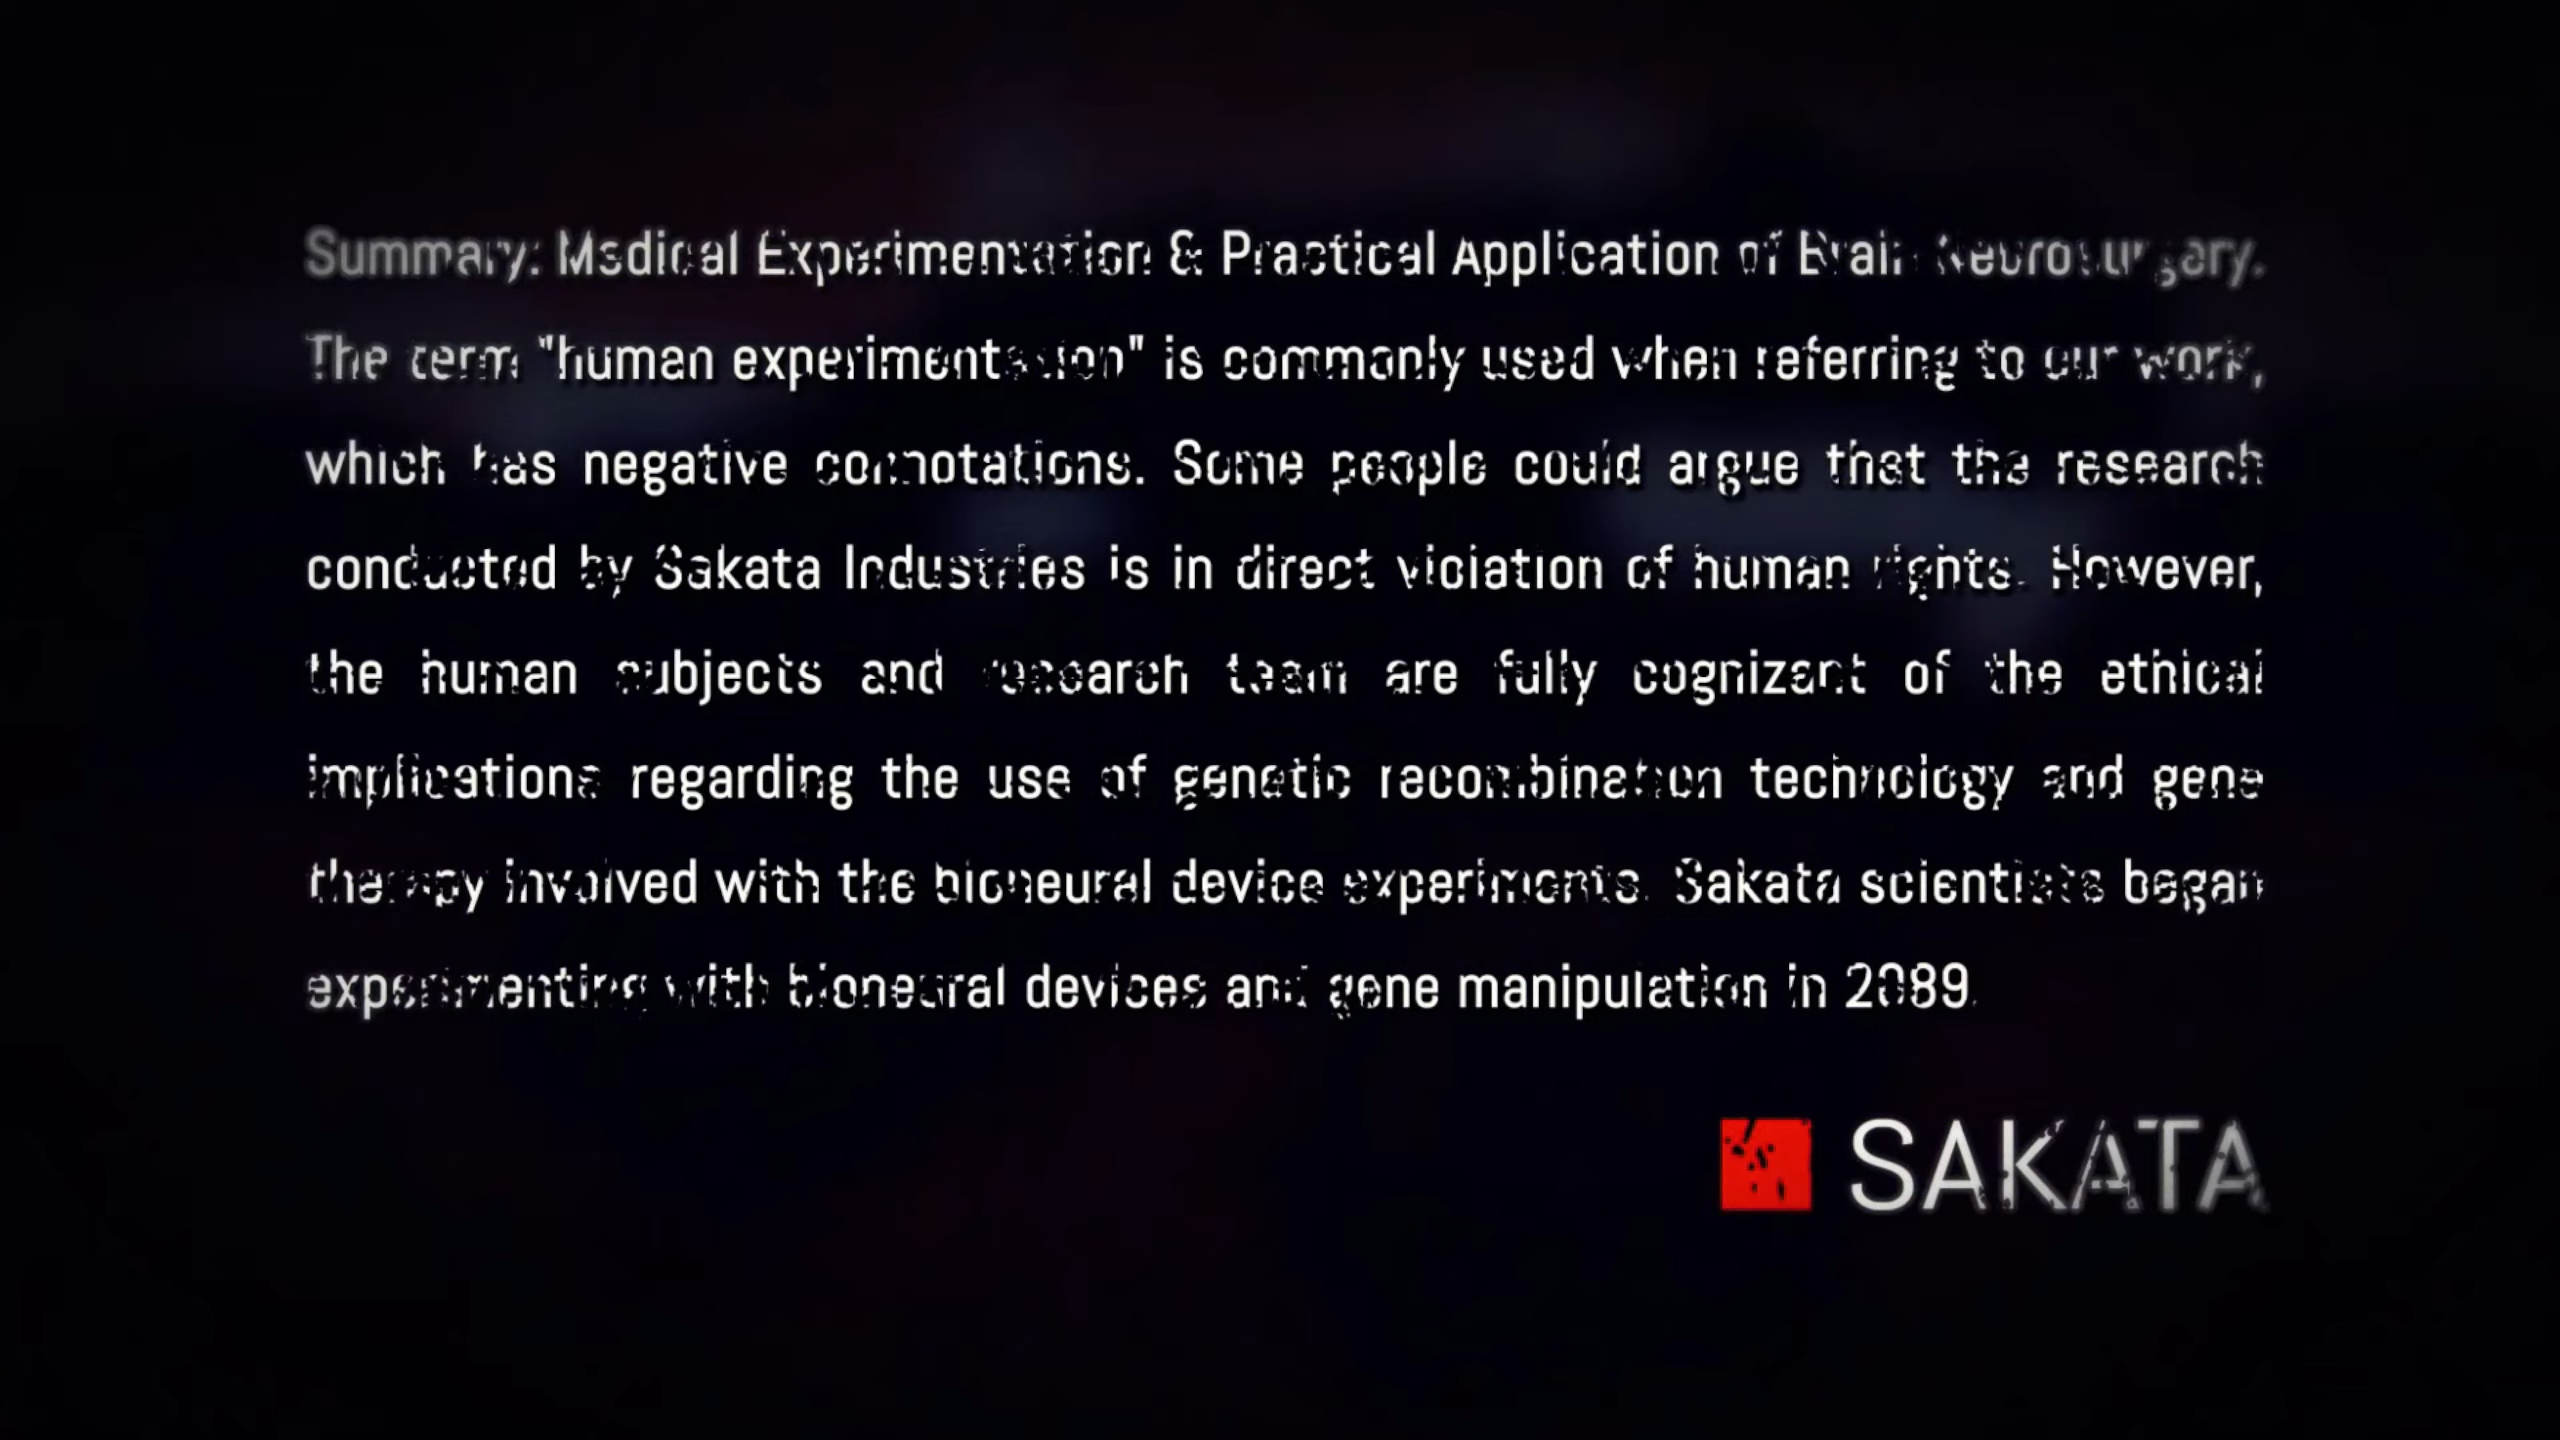 Summary: Medical Experimentation & Practical Application of Brain Neurosurgery.
The term "human experimentation" is commonly used when referring to our work,
which has negative connotations. Some people could argue that the research
conducted by Sakata Industries is in direct violation of human rights. However,
the human subjects and research team are fully cognizant of the ethical
implications regarding the use of genetic recombination technology and gene
therapy involved with the bioneural device experiments. Sakata scientists began
experimenting with bioneural devices and gene manipulation in 2089.
SAKATA